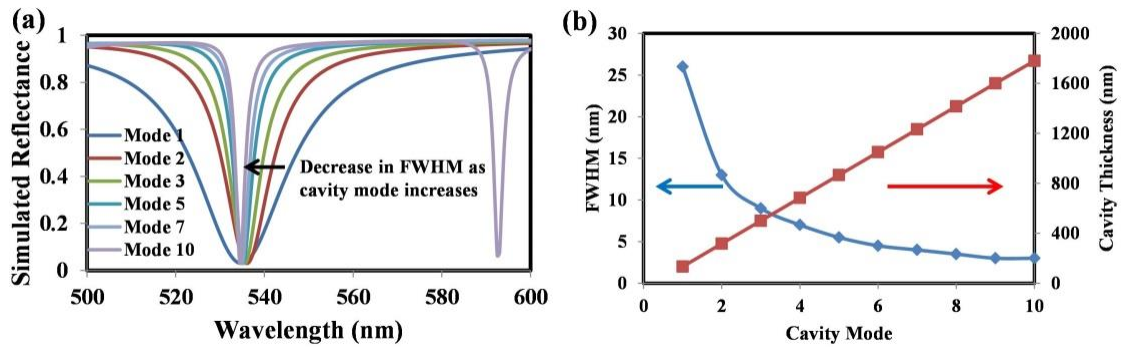 (a)
Simulated Reflectance
1
0.8
0.6
0.4
0.2
0
Mode 1
Mode 2
Mode 3
Mode 5
Mode 7
Mode 10
Decrease in FWHM as
cavity mode increases
500 520 540 560 580 600
Wavelength (nm)
(b)
FWHM (nm)
30
25
20
15
10
5
0
2000
1600
1200
800
400
0
Cavity Thickness (nm)
0 2 4 6 8 10
Cavity Mode